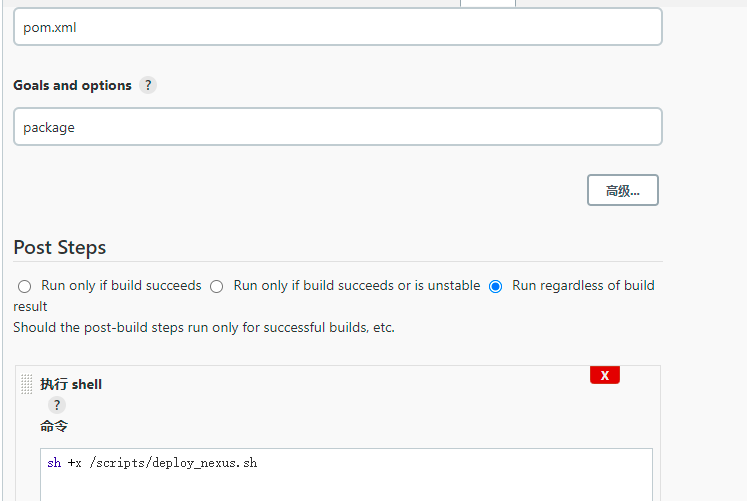 pom.xml
Goals and options ?
package
高级...
Post Steps
Run only if build succeeds Run only if build succeeds or is unstable Run regardless of build
result
Should the post-build steps run only for successful builds, etc.
执行 shell
X
?
命令
sh +x /scripts/deploy_nexus.sh